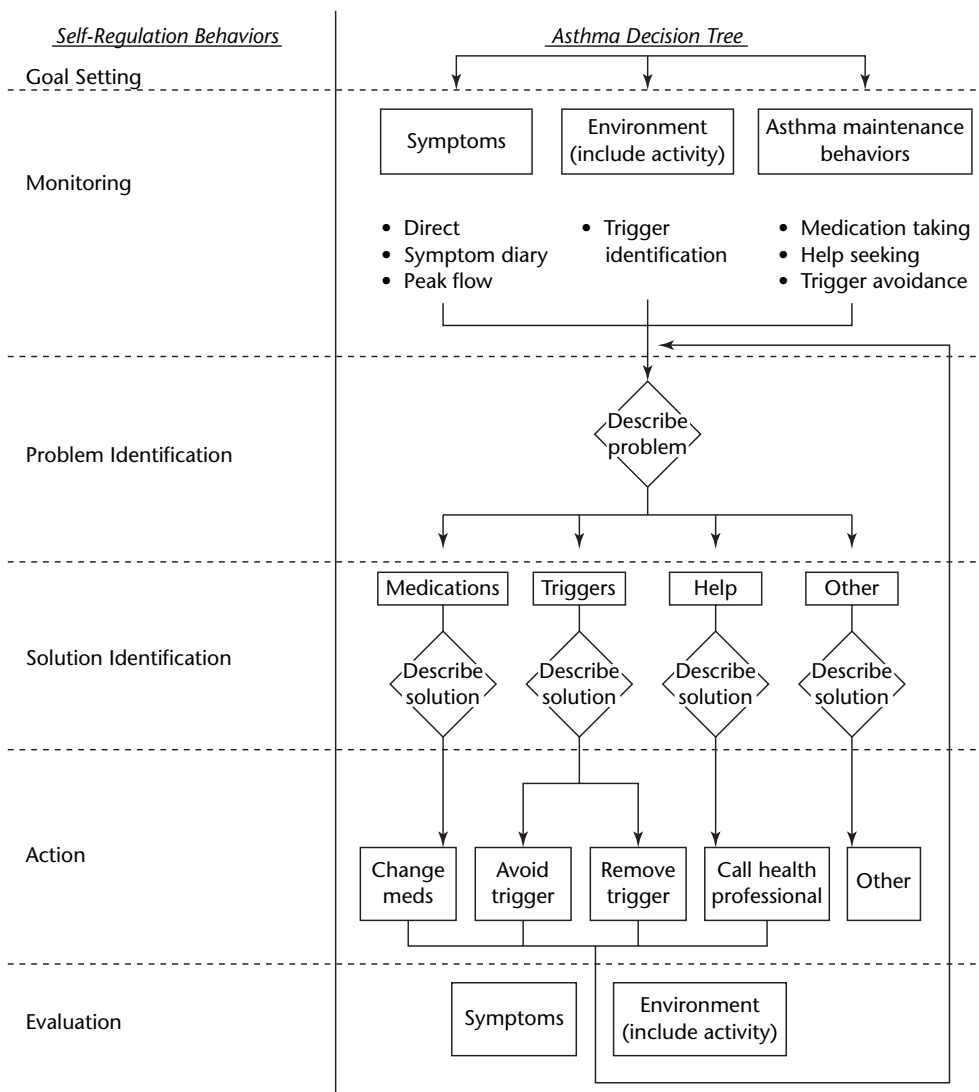 Self-Regulation Behaviors
Asthma Decision Tree
Goal Setting
Monitoring
Symptoms
Environment
(include activity)
Asthma maintenance
behaviors
• Direct
• Symptom diary
• Peak flow
• Trigger
identification
• Medication taking
• Help seeking
• Trigger avoidance
Problem Identification
Describe
problem
Solution Identification
Medications
Triggers
Help
Other
Describe
solution
Describe
solution
Describe
solution
Describe
solution
Action
Change
meds
Avoid
trigger
Remove
trigger
Call health
professional
Other
Evaluation
Symptoms
Environment
(include activity)